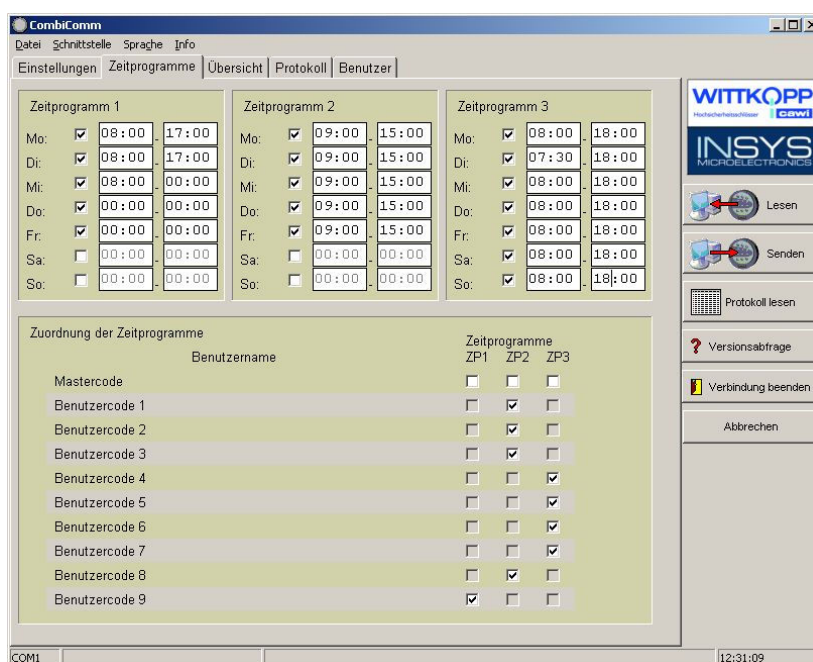 CombiComm
Datei Schnittstelle Sprache Info
Einstellungen Zeitprogramme Übersicht Protokoll Benutzer
Zeitprogramm 1
Mo: 08:00 - 17:00
Di: 08:00 - 17:00
Mi: 08:00 - 00:00
Do: 00:00 - 00:00
Fr: 00:00 - 00:00
Sa: 00:00 - 00:00
So: 00:00 - 00:00
Zeitprogramm 2
Mo: 09:00 - 15:00
Di: 09:00 - 15:00
Mi: 09:00 - 15:00
Do: 09:00 - 15:00
Fr: 09:00 - 15:00
Sa: 00:00 - 00:00
So: 00:00 - 00:00
Zeitprogramm 3
Mo: 08:00 - 18:00
Di: 07:30 - 18:00
Mi: 08:00 - 18:00
Do: 08:00 - 18:00
Fr: 08:00 - 18:00
Sa: 08:00 - 18:00
So: 08:00 - 18:00
Zuordnung der Zeitprogramme
Zeitprogramme
Benutzername ZP1 ZP2 ZP3
Mastercode
Benutzercode 1
Benutzercode 2
Benutzercode 3
Benutzercode 4
Benutzercode 5
Benutzercode 6
Benutzercode 7
Benutzercode 8
Benutzercode 9
WITTKOPP
Hochsicherheitsschlösser cawi
INSYS
MICROELECTRONICS
Lesen
Senden
Protokoll lesen
? Versionsabfrage
Verbindung beenden
Abbrechen
COM1 12:31:09